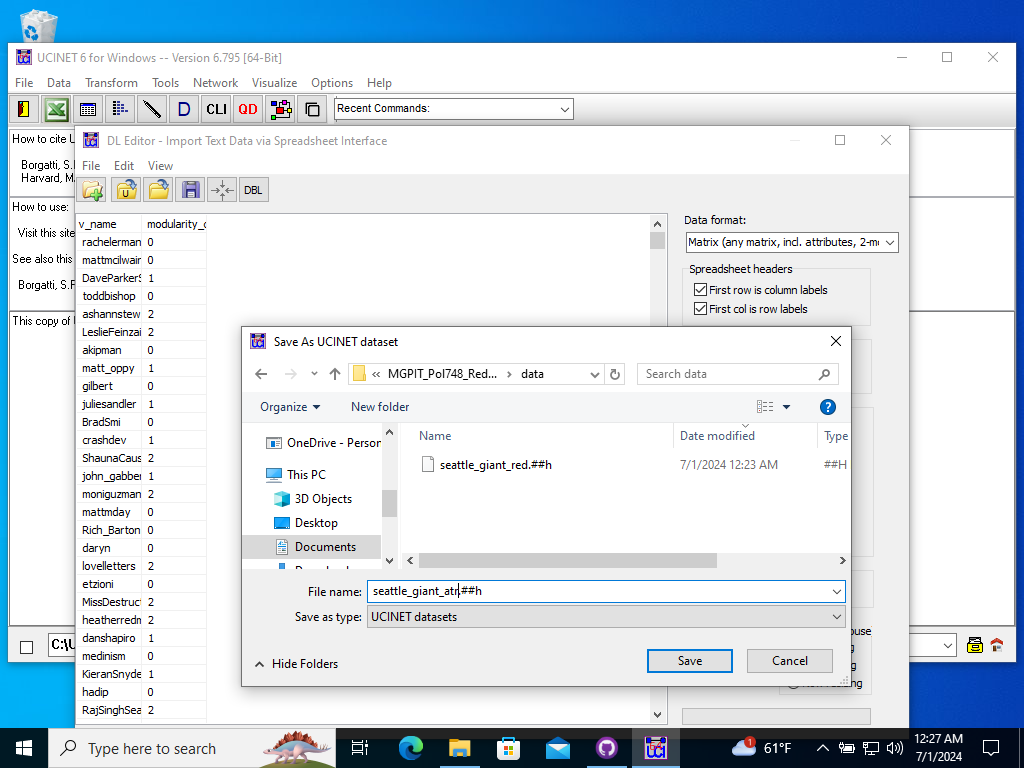 UCINET 6 for Windows -- Version 6.795 [64-Bit]
File Data Transform Tools Network Visualize Options Help
D CLI QD Recent Commands:
How to cite
Borgatti, S.
Harvard, M
How to use:
Visit this site
See also this
Borgatti, S.P
This copy of
DL Editor - Import Text Data via Spreadsheet Interface
File Edit View
DBL
v_name modularity_c
rachelerman 0
mattmcilwair 0
DaveParkerS 1
toddbishop 0
ashannstew 2
LeslieFeinzai 2
akipman 0
matt_oppy 1
gilbert 0
juliesandler 1
BradSmi 0
crashdev 1
ShaunaCaus 2
john_gabber 1
moniguzman 2
mattmday 0
Rich_Barton 0
daryn 0
lovelletters 2
etzioni 0
MissDestruct 2
heatherredm 2
danshapiro 1
medinism 0
KieranSnyde 1
hadip 0
RajSinghSea 2
Data format:
Matrix (any matrix, incl. attributes, 2-m
Spreadsheet headers
First row is column labels
First col is row labels
Save As UCINET dataset
« MGPIT_Pol748_Red... › data
Search data
Organize New folder
OneDrive - Person
This PC
3D Objects
Desktop
Documents
Name Date modified Type
seattle_giant_red.##h 7/1/2024 12:23 AM ##H
File name: seattle_giant_atr.##h
Save as type: UCINET datasets
Hide Folders
Save Cancel
C:\U
Type here to search
1
61°F
12:27 AM
7/1/2024